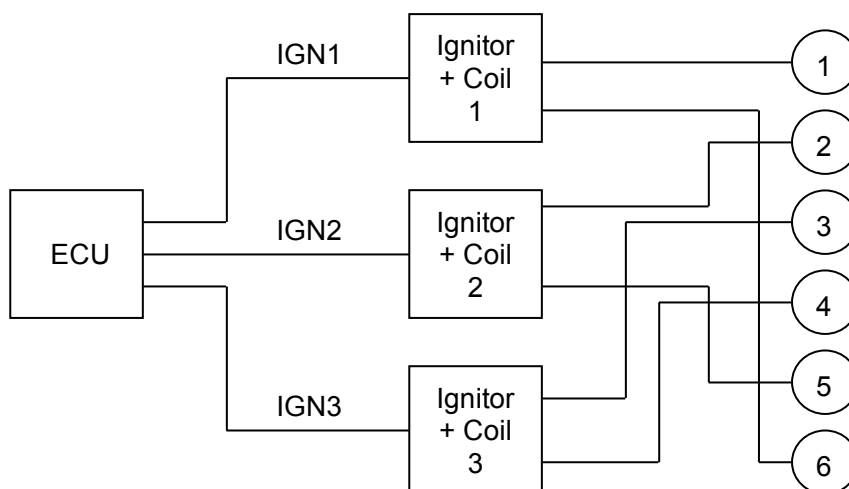 IGN1
Ignitor
+ Coil
1
1
2
ECU
IGN2
Ignitor
+ Coil
2
3
4
IGN3
Ignitor
+ Coil
3
5
6